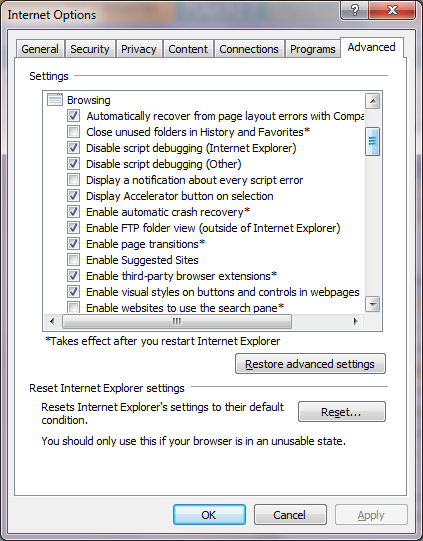 Internet Options
General Security Privacy Content Connections Programs Advanced
Settings
Browsing
Automatically recover from page layout errors with Compa
Close unused folders in History and Favorites*
Disable script debugging (Internet Explorer)
Disable script debugging (Other)
Display a notification about every script error
Display Accelerator button on selection
Enable automatic crash recovery*
Enable FTP folder view (outside of Internet Explorer)
Enable page transitions*
Enable Suggested Sites
Enable third-party browser extensions*
Enable visual styles on buttons and controls in webpages
Enable websites to use the search pane*
*Takes effect after you restart Internet Explorer
Restore advanced settings
Reset Internet Explorer settings
Resets Internet Explorer's settings to their default
condition.
Reset...
You should only use this if your browser is in an unusable state.
OK Cancel Apply